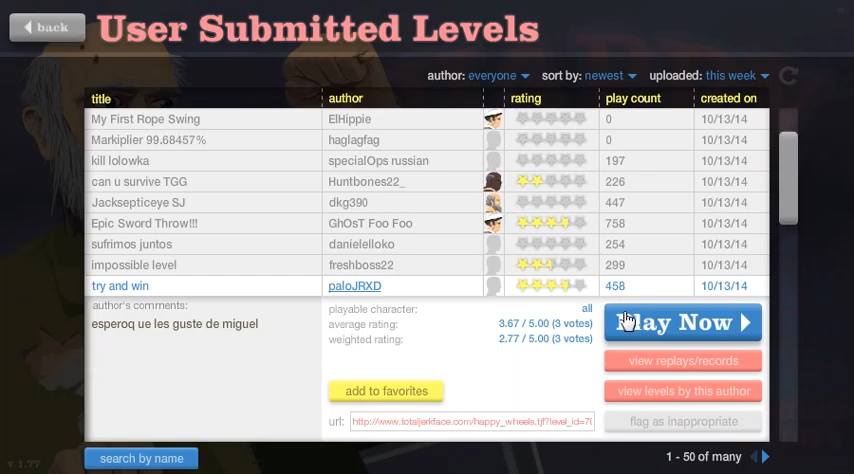 back
User Submitted Levels
author: everyone sort by: newest uploaded: this week
title author rating play count created on
My First Rope Swing ElHippie 0 10/13/14
Markiplier 99.68457% haglagfag 0 10/13/14
kill lolowka specialOps russian 197 10/13/14
can u survive TGG Huntbones22_ 226 10/13/14
Jacksepticeye SJ dkg390 447 10/13/14
Epic Sword Throw!!! GhOsT Foo Foo 758 10/13/14
sufrimos juntos danielelloko 254 10/13/14
impossible level freshboss22 299 10/13/14
try and win paloJRXD 458 10/13/14
author's comments:
esperoq ue les guste de miguel
playable character: all
average rating: 3.67 / 5.00 (3 votes)
weighted rating: 2.77 / 5.00 (3 votes)
Play Now
view replays/records
add to favorites
view levels by this author
url: http://www.totaljerkface.com/happy_wheels.tjf?level_id=7
flag as inappropriate
v 1.77
search by name
1 - 50 of many